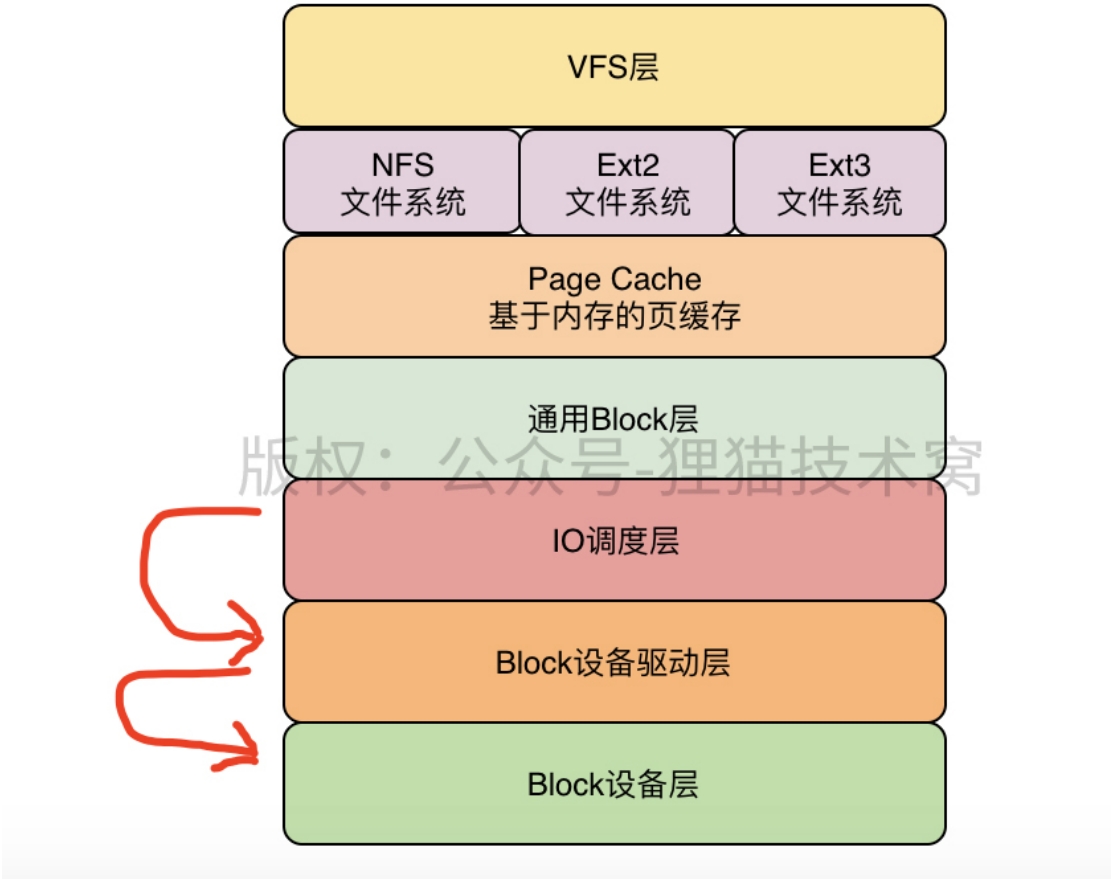 VFS层
NFS
文件系统
Ext2
文件系统
Ext3
文件系统
Page Cache
基于内存的页缓存
通用Block层
版权：公众号-狸猫技术窝
IO调度层
Block设备驱动层
Block设备层